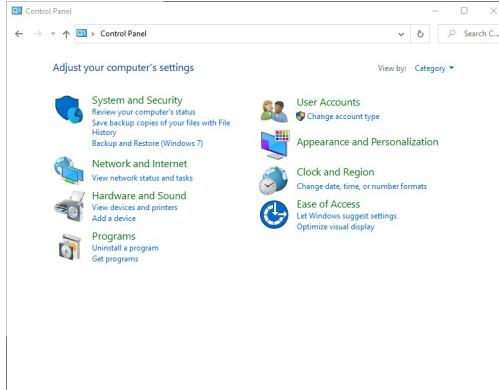 Control Panel
Control Panel
Search C...
Adjust your computer's settings
View by: Category
System and Security
Review your computer's status
Save backup copies of your files with File
History
Backup and Restore (Windows 7)
Network and Internet
View network status and tasks
Hardware and Sound
View devices and printers
Add a device
Programs
Uninstall a program
Get programs
User Accounts
Change account type
Appearance and Personalization
Clock and Region
Change date, time, or number formats
Ease of Access
Let Windows suggest settings
Optimize visual display